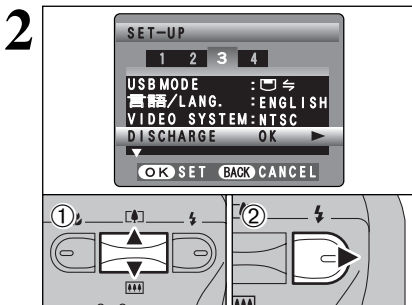 2
SET-UP
1 2 3 4
USB MODE :
言語/LANG. :ENGLISH
VIDEO SYSTEM:NTSC
DISCHARGE OK ▶
OK SET BACK CANCEL
① ②